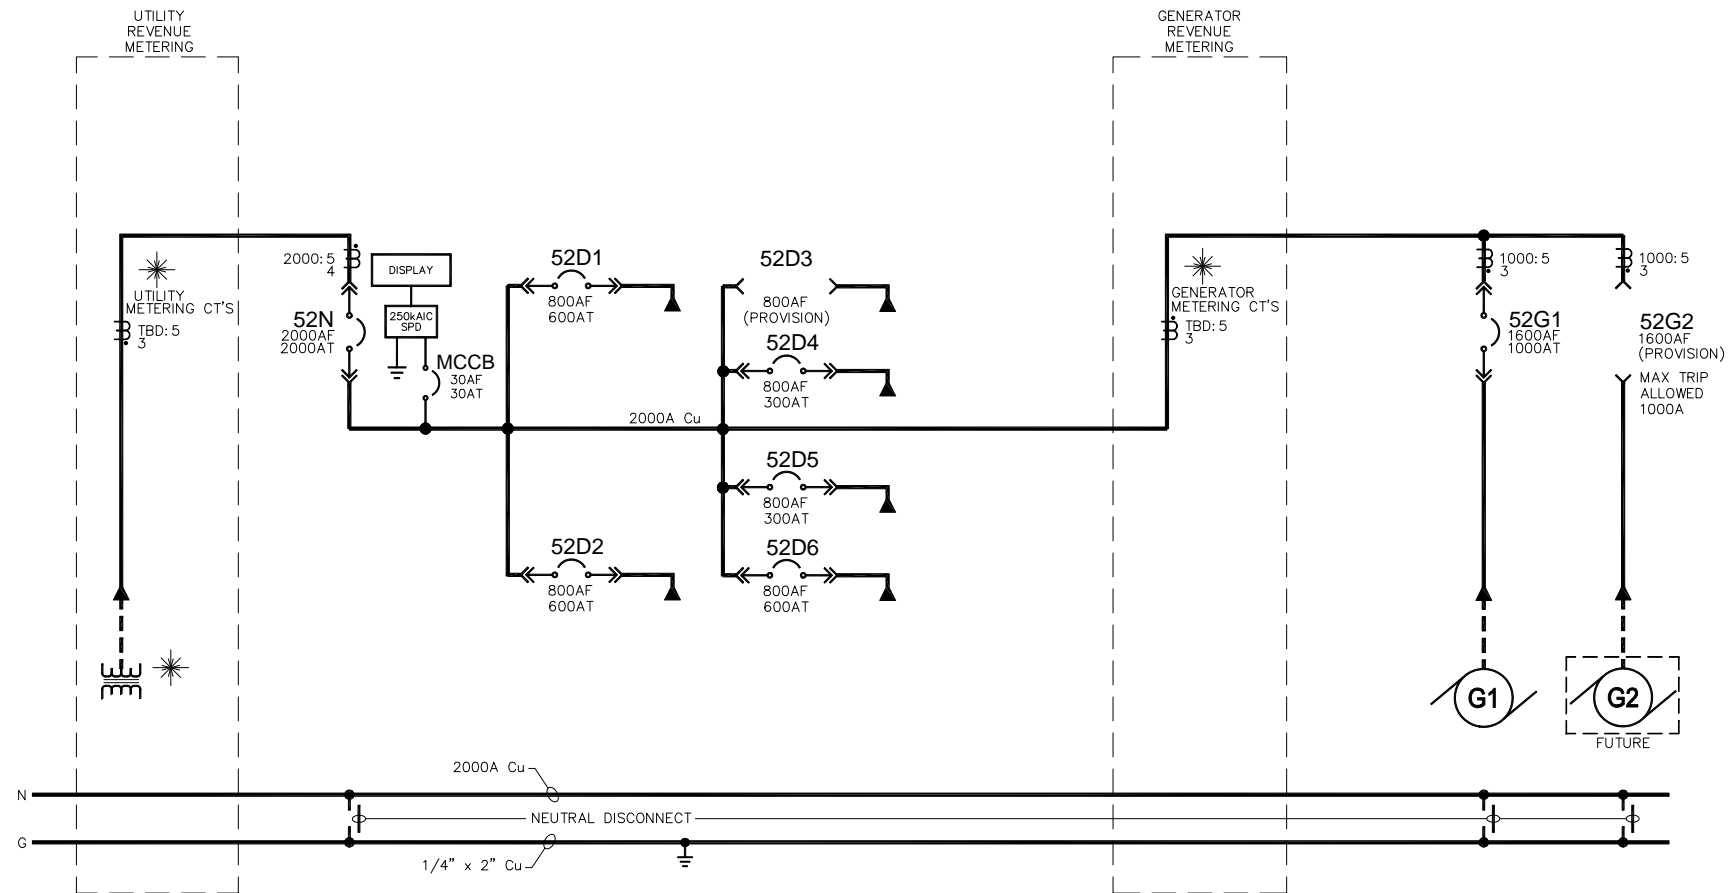 UTILITY
REVENUE
METERING
GENERATOR
REVENUE
METERING
2000:5
4
DISPLAY
250kAIC
SPD
UTILITY
METERING CT'S
TBD:5
3
52N
2000AF
2000AT
MCCB
30AF
30AT
52D1
800AF
600AT
52D3
800AF
(PROVISION)
52D4
800AF
300AT
2000A Cu
52D5
800AF
300AT
52D2
800AF
600AT
52D6
800AF
600AT
GENERATOR
METERING CT'S
TBD:5
3
1000:5
3
1000:5
3
52G1
1600AF
1000AT
52G2
1600AF
(PROVISION)
MAX TRIP
ALLOWED
1000A
G1
G2
FUTURE
2000A Cu
N
NEUTRAL DISCONNECT
G
1/4" x 2" Cu